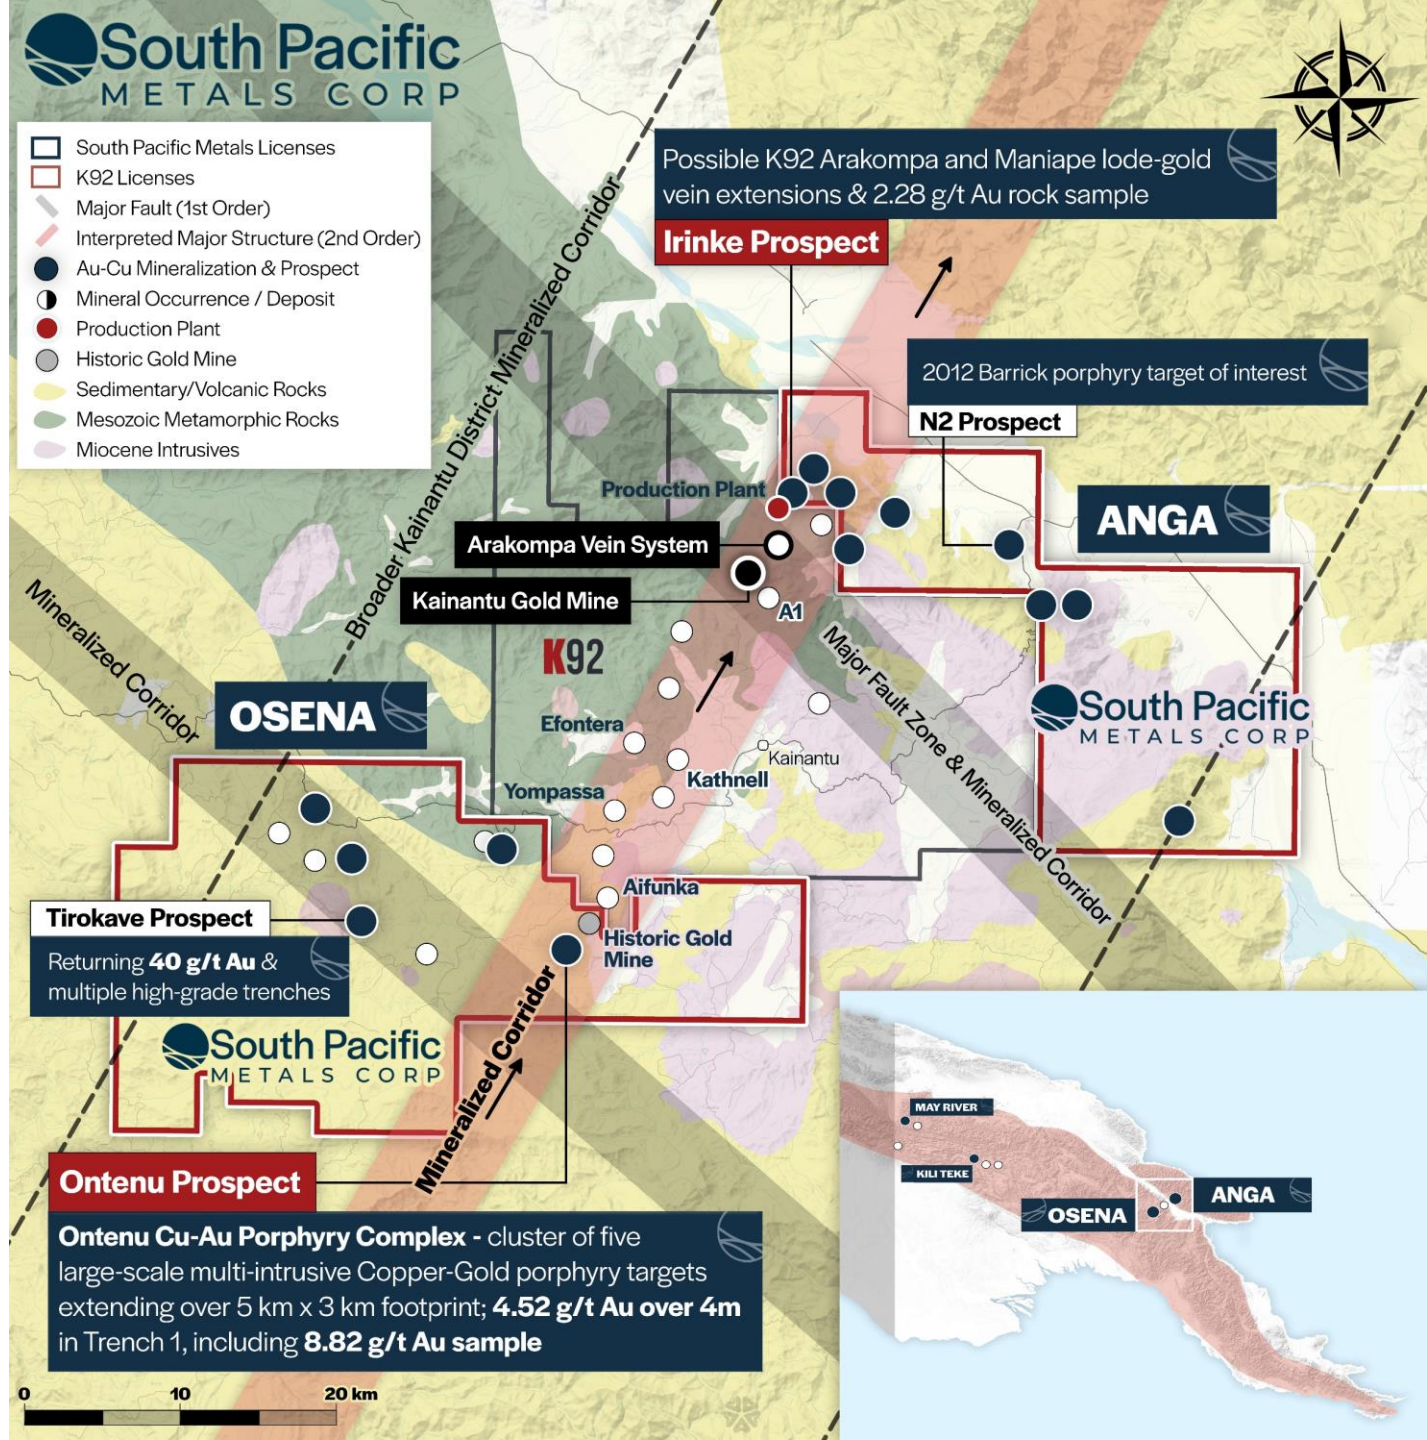 South Pacific
METALS CORP
South Pacific Metals Licenses
K92 Licenses
Major Fault (1st Order)
Interpreted Major Structure (2nd Order)
Au-Cu Mineralization & Prospect
Mineral Occurrence / Deposit
Production Plant
Historic Gold Mine
Sedimentary/Volcanic Rocks
Mesozoic Metamorphic Rocks
Miocene Intrusives
Possible K92 Arakompa and Maniape lode-gold
vein extensions & 2.28 g/t Au rock sample
Irinke Prospect
2012 Barrick porphyry target of interest
N2 Prospect
Broader Kainantu District Mineralized Corridor
Production Plant
ANGA
Arakompa Vein System
Kainantu Gold Mine
A1
K92
Mineralized Corridor
Major Fault Zone & Mineralized Corridor
OSENA
South Pacific
METALS CORP
Efontera
Kainantu
Kathnell
Yompassa
Aifunka
Tirokave Prospect
Returning 40 g/t Au &
multiple high-grade trenches
Historic Gold
Mine
South Pacific
METALS CORP
Mineralized Corridor
Ontenu Prospect
Ontenu Cu-Au Porphyry Complex - cluster of five
large-scale multi-intrusive Copper-Gold porphyry targets
extending over 5 km x 3 km footprint; 4.52 g/t Au over 4m
in Trench 1, including 8.82 g/t Au sample
0 10 20 km
MAY RIVER
KILI TEKE
OSENA
ANGA